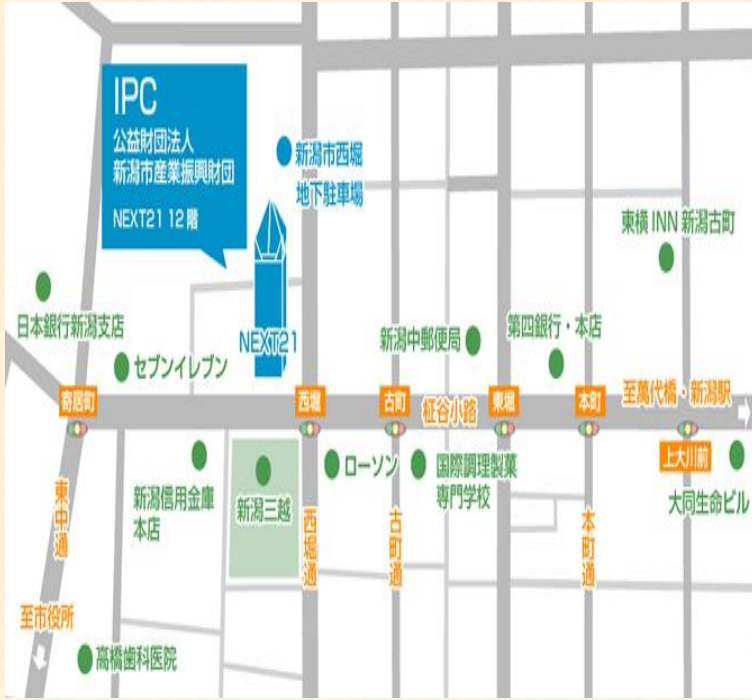 IPC
公益財団法人
新潟市産業振興財団
NEXT21 12階
新潟市西堀
地下駐車場
東横INN新潟古町
日本銀行新潟支店
セブンイレブン
NEXT21
新潟中郵便局
第四銀行・本店
至萬代橋・新潟駅
寄居町
西堀
古町
柾谷小路
東堀
本町
上大川前
東中通
新潟信用金庫
本店
新潟三越
西堀通
ローソン
古町通
国際調理製菓
専門学校
本町通
大同生命ビル
至市役所
高橋歯科医院